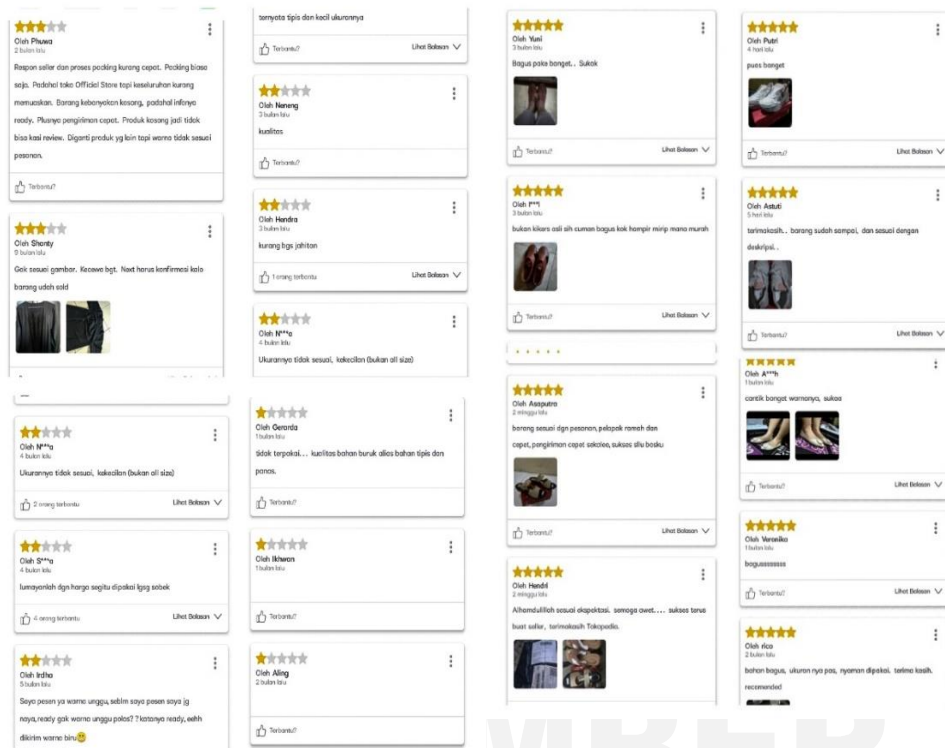 Oleh Phuwa
2 bulan lalu
Respon seller dan proses packing kurang cepat. Packing biasa
saja. Padahal toko Official Store tapi keseluruhan kurang
memuaskan. Barang kebanyakan kosong, padahal infonya
ready. Plusnya pengiriman cepat. Produk kosong jadi tidak
bisa kasi review. Diganti produk yg lain tapi warna tidak sesuai
pesanan.
Terbantu?
Oleh Shanty
9 bulan lalu
Gak sesuai gambar. Kecewa bgt. Next harus konfirmasi kalo
barang udah sold
ternyata tipis dan kecil ukurannya
Terbantu?
Lihat Balasan
Oleh Neneng
3 bulan lalu
kualitas
Terbantu?
Oleh Hendra
3 bulan lalu
kurang bgs jahitan
1 orang terbantu
Lihat Balasan
Oleh N***a
4 bulan lalu
Ukurannya tidak sesuai, kekecilan (bukan all size)
Oleh N***a
4 bulan lalu
Ukurannya tidak sesuai, kekecilan (bukan all size)
2 orang terbantu
Lihat Balasan
Oleh S***a
4 bulan lalu
lumayanlah dgn harga segitu dipakai lgsg sobek
4 orang terbantu
Lihat Balasan
Oleh Irdha
5 bulan lalu
Saya pesen ya warna unggu, seblm saya pesen saya jg
naya, ready gak warna unggu polos? ?katanya ready, eehh
dikirim warna biru
Oleh Gerarda
1 bulan lalu
tidak terpakai... kualitas bahan buruk alias bahan tipis dan
panas.
Terbantu?
Oleh Ikhwan
1 bulan lalu
Terbantu?
Oleh Aling
2 bulan lalu
Terbantu?
Oleh Yuni
3 bulan lalu
Bagus pake banget.. Sukak
Terbantu?
Lihat Balasan
Oleh I***l
3 bulan lalu
bukan kikers asli sih cuman bagus kok hampir mirip mana murah
Terbantu?
Lihat Balasan
Oleh Asaputra
2 minggu lalu
barang sesuai dgn pesanan, pelapak ramah dan
cepet, pengiriman cepet sekalee, sukses sllu bosku
Terbantu?
Lihat Balasan
Oleh Hendri
2 minggu lalu
Alhamdulillah sesuai ekspektasi. semoga awet.... sukses terus
buat seller, terimakasih Tokopedia.
Oleh Putri
4 hari lalu
puas banget
Terbantu?
Lihat Balasan
Oleh Astuti
5 hari lalu
terimakasih.. barang sudah sampai, dan sesuai dengan
deskripsi..
Terbantu?
Lihat Balasan
Oleh A***h
1 bulan lalu
cantik banget warnanya, sukaa
Terbantu?
Lihat Balasan
Oleh Veronika
1 bulan lalu
bagusssssssss
Terbantu?
Lihat Balasan
Oleh rica
2 bulan lalu
bahan bagus, ukuran nya pas, nyaman dipakai. terima kasih.
recomended